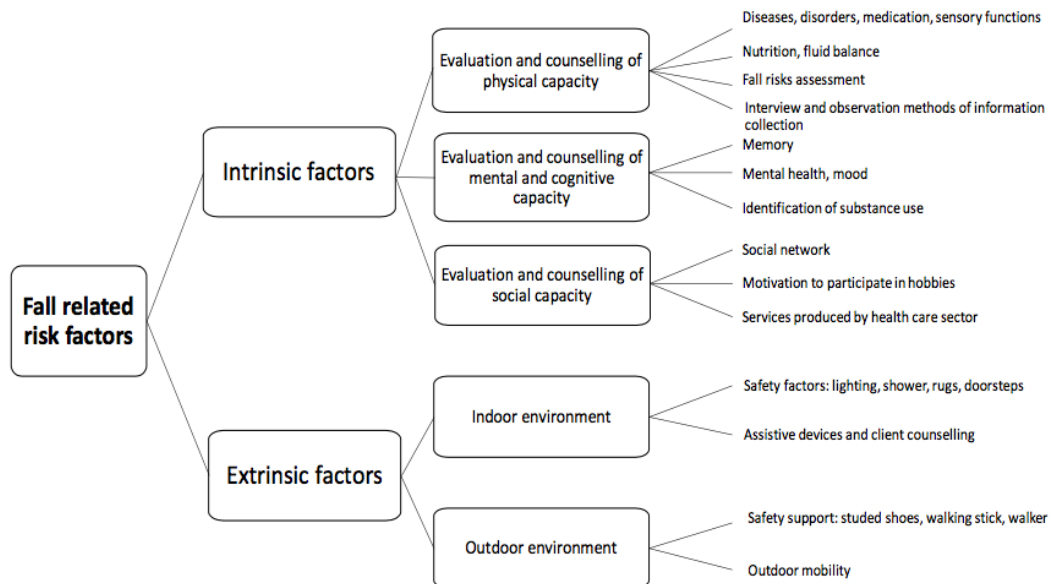 Fall related
risk factors
Intrinsic factors
Evaluation and counselling of
physical capacity
Diseases, disorders, medication, sensory functions
Nutrition, fluid balance
Fall risks assessment
Interview and observation methods of information
collection
Evaluation and counselling of
mental and cognitive
capacity
Memory
Mental health, mood
Identification of substance use
Evaluation and counselling of
social capacity
Social network
Motivation to participate in hobbies
Services produced by health care sector
Extrinsic factors
Indoor environment
Safety factors: lighting, shower, rugs, doorsteps
Assistive devices and client counselling
Outdoor environment
Safety support: studed shoes, walking stick, walker
Outdoor mobility